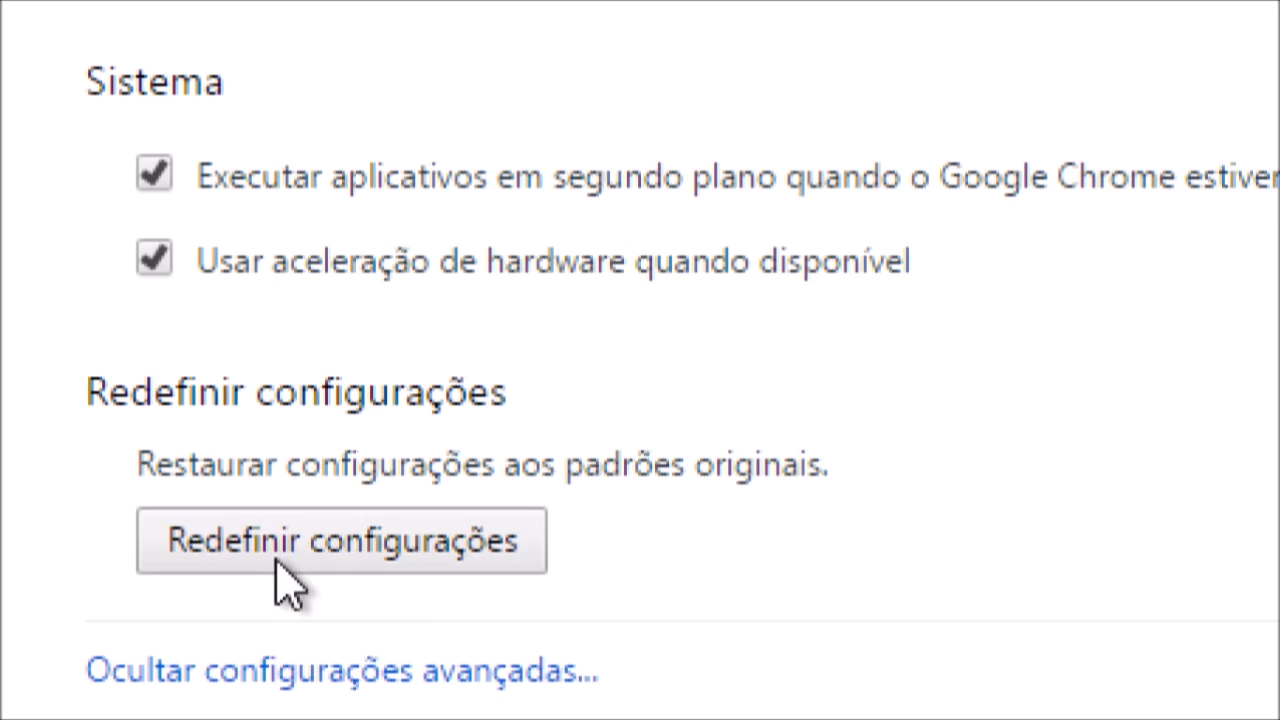 Sistema
Executar aplicativos em segundo plano quando o Google Chrome estiver
Usar aceleração de hardware quando disponível
Redefinir configurações
Restaurar configurações aos padrões originais.
Redefinir configurações
Ocultar configurações avançadas...